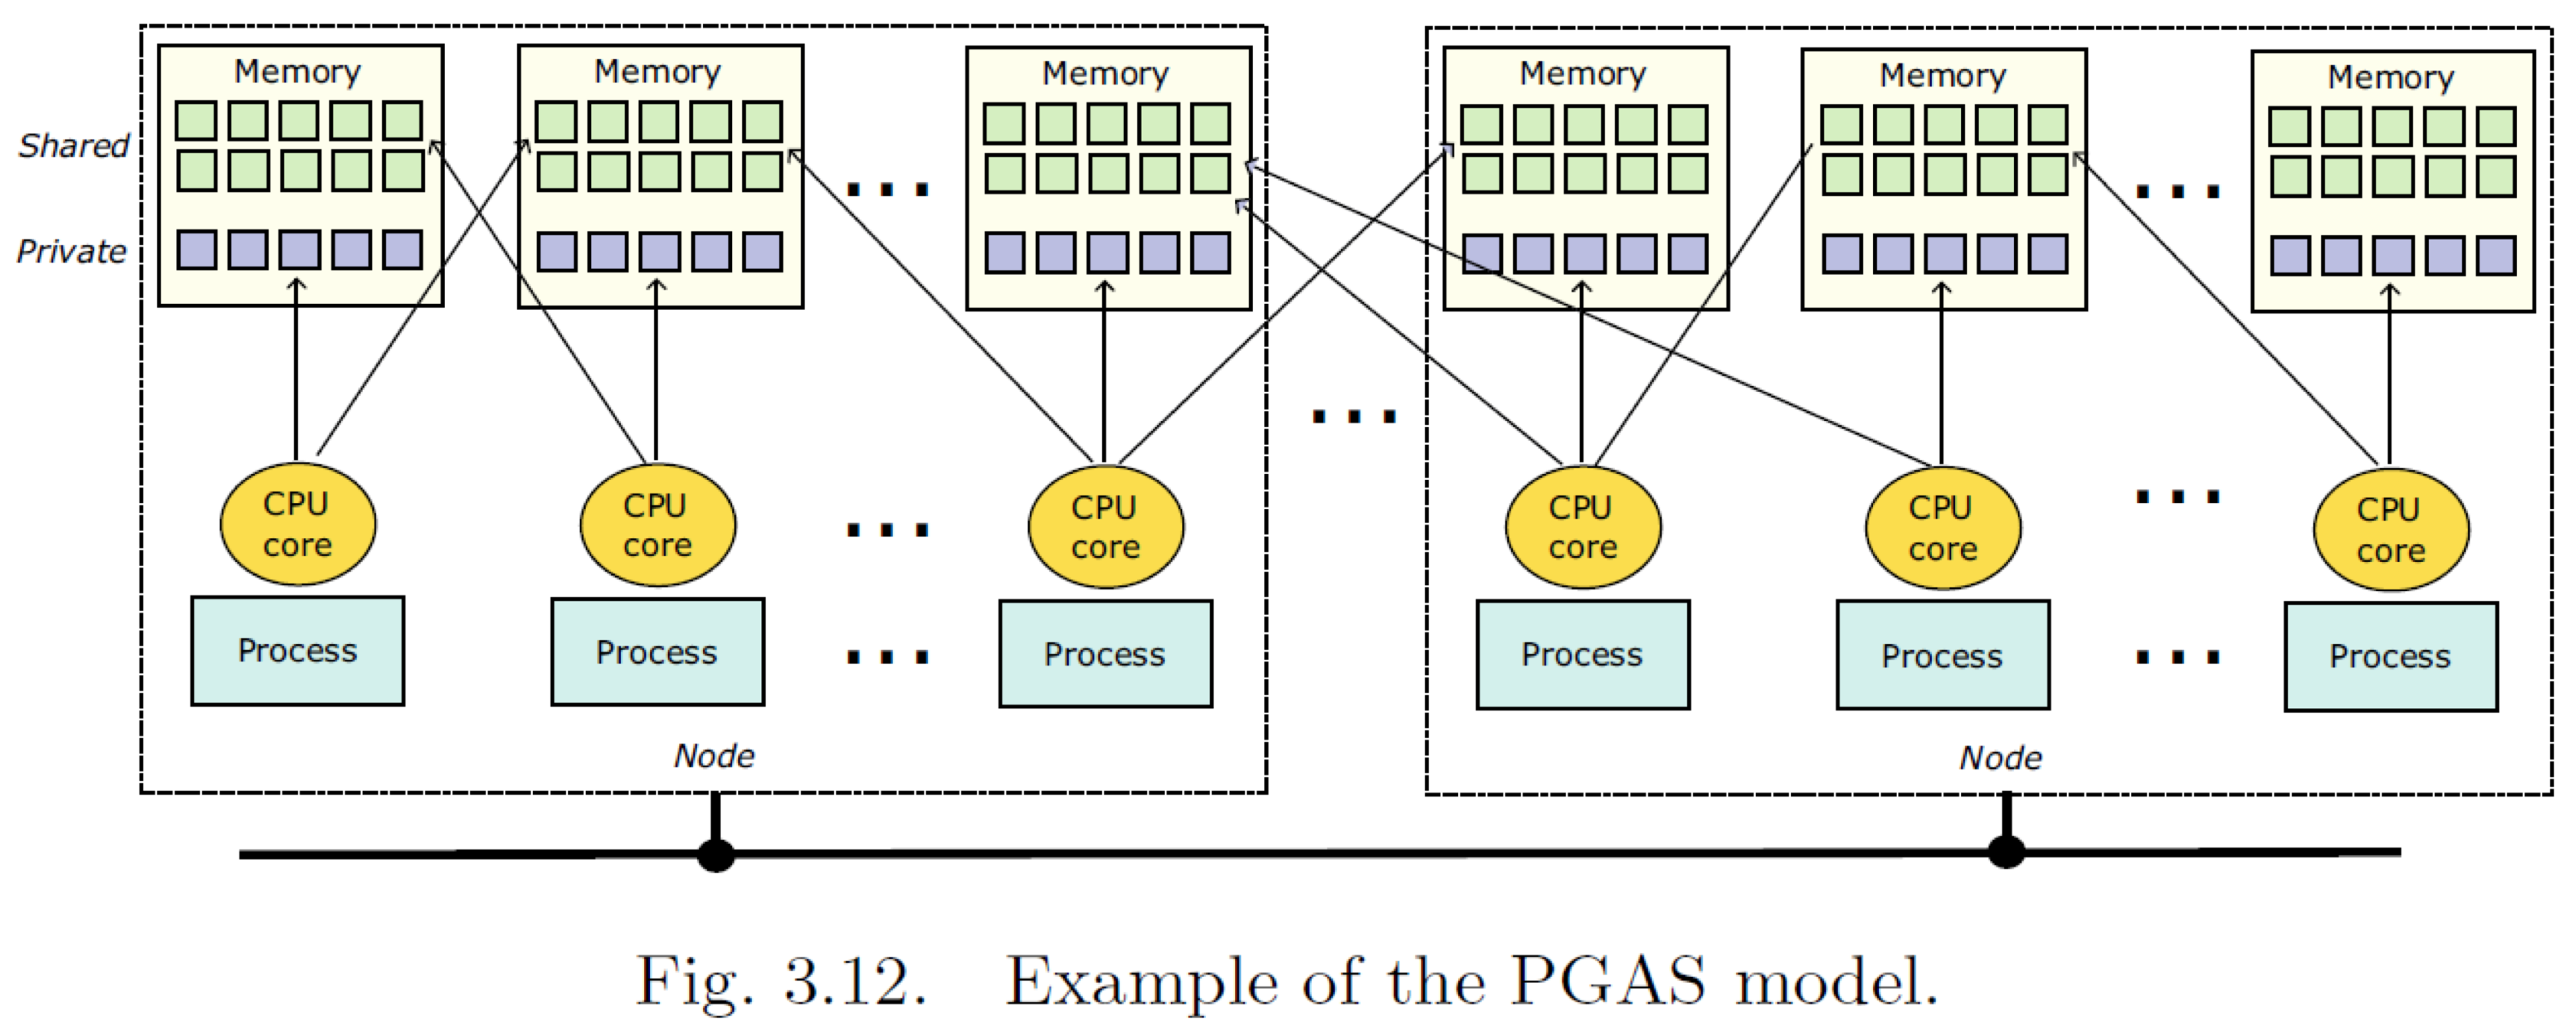 Memory Memory Memory Memory Memory Memory
Shared
Private
CPU core CPU core CPU core CPU core CPU core CPU core
Process Process Process Process Process Process
Node Node
Fig. 3.12. Example of the PGAS model.